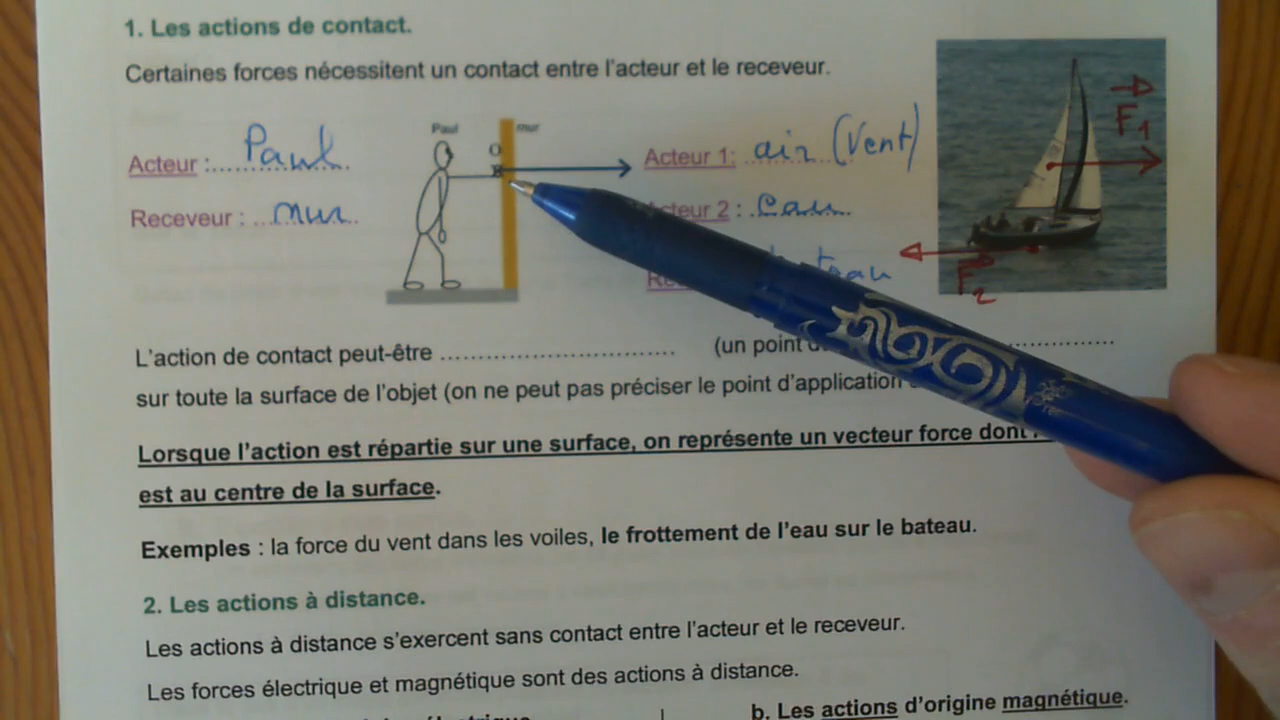 1. Les actions de contact.
Certaines forces nécessitent un contact entre l'acteur et le receveur.
Paul mur
O
Acteur :....Paul....
Receveur : ...mur..
Acteur 1: air (Vent)
cteur 2 : .eau...
F1
F2
L'action de contact peut-être .............................. (un point
sur toute la surface de l'objet (on ne peut pas préciser le point d'application
Lorsque l'action est répartie sur une surface, on représente un vecteur force dont
est au centre de la surface.
Exemples : la force du vent dans les voiles, le frottement de l'eau sur le bateau.
2. Les actions à distance.
Les actions à distance s'exercent sans contact entre l'acteur et le receveur.
Les forces électrique et magnétique sont des actions à distance.
b. Les actions d'origine magnétique.